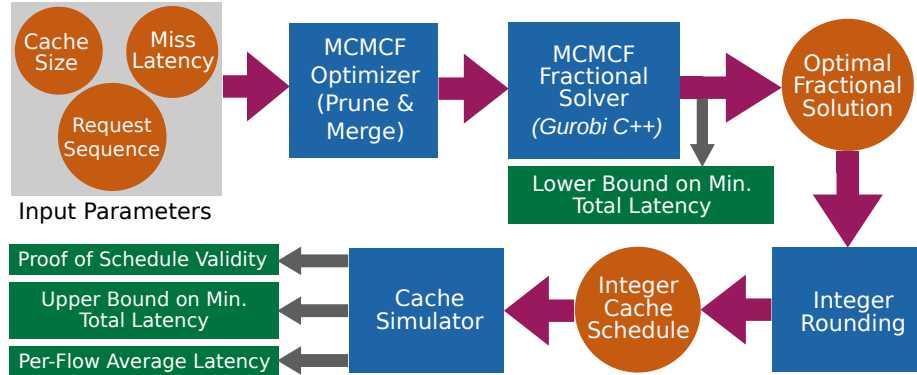 Cache
Size
Miss
Latency
Request
Sequence
Input Parameters
MCMCF
Optimizer
(Prune &
Merge)
MCMCF
Fractional
Solver
(Gurobi C++)
Optimal
Fractional
Solution
Lower Bound on Min.
Total Latency
Integer
Rounding
Integer
Cache
Schedule
Cache
Simulator
Proof of Schedule Validity
Upper Bound on Min.
Total Latency
Per-Flow Average Latency